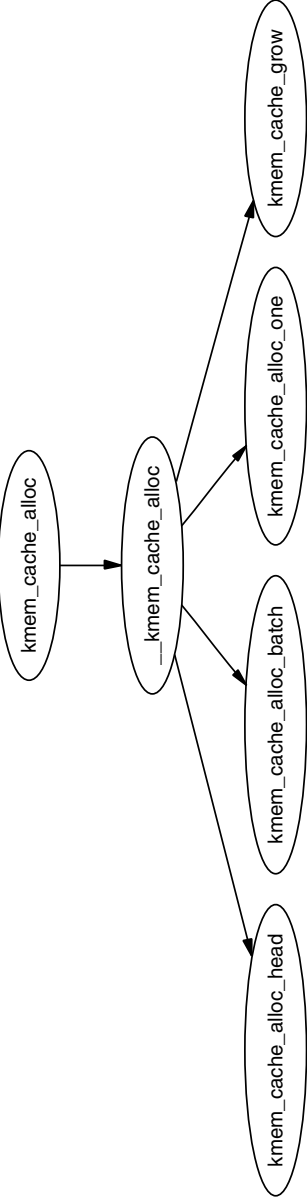 kmem_cache_alloc
__kmem_cache_alloc
kmem_cache_alloc_head
kmem_cache_alloc_batch
kmem_cache_alloc_one
kmem_cache_grow